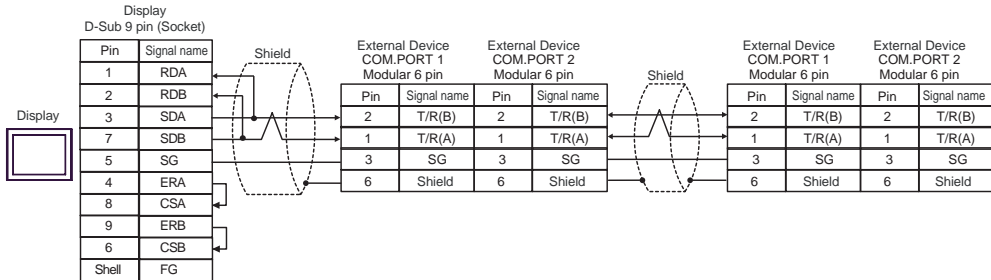 Display
D-Sub 9 pin (Socket)
Pin Signal name
1 RDA
2 RDB
3 SDA
7 SDB
5 SG
4 ERA
8 CSA
9 ERB
6 CSB
Shell FG
Display
Shield
External Device
COM.PORT 1
Modular 6 pin
External Device
COM.PORT 2
Modular 6 pin
Pin Signal name Pin Signal name
2 T/R(B) 2 T/R(B)
1 T/R(A) 1 T/R(A)
3 SG 3 SG
6 Shield 6 Shield
Shield
External Device
COM.PORT 1
Modular 6 pin
External Device
COM.PORT 2
Modular 6 pin
Pin Signal name Pin Signal name
2 T/R(B) 2 T/R(B)
1 T/R(A) 1 T/R(A)
3 SG 3 SG
6 Shield 6 Shield